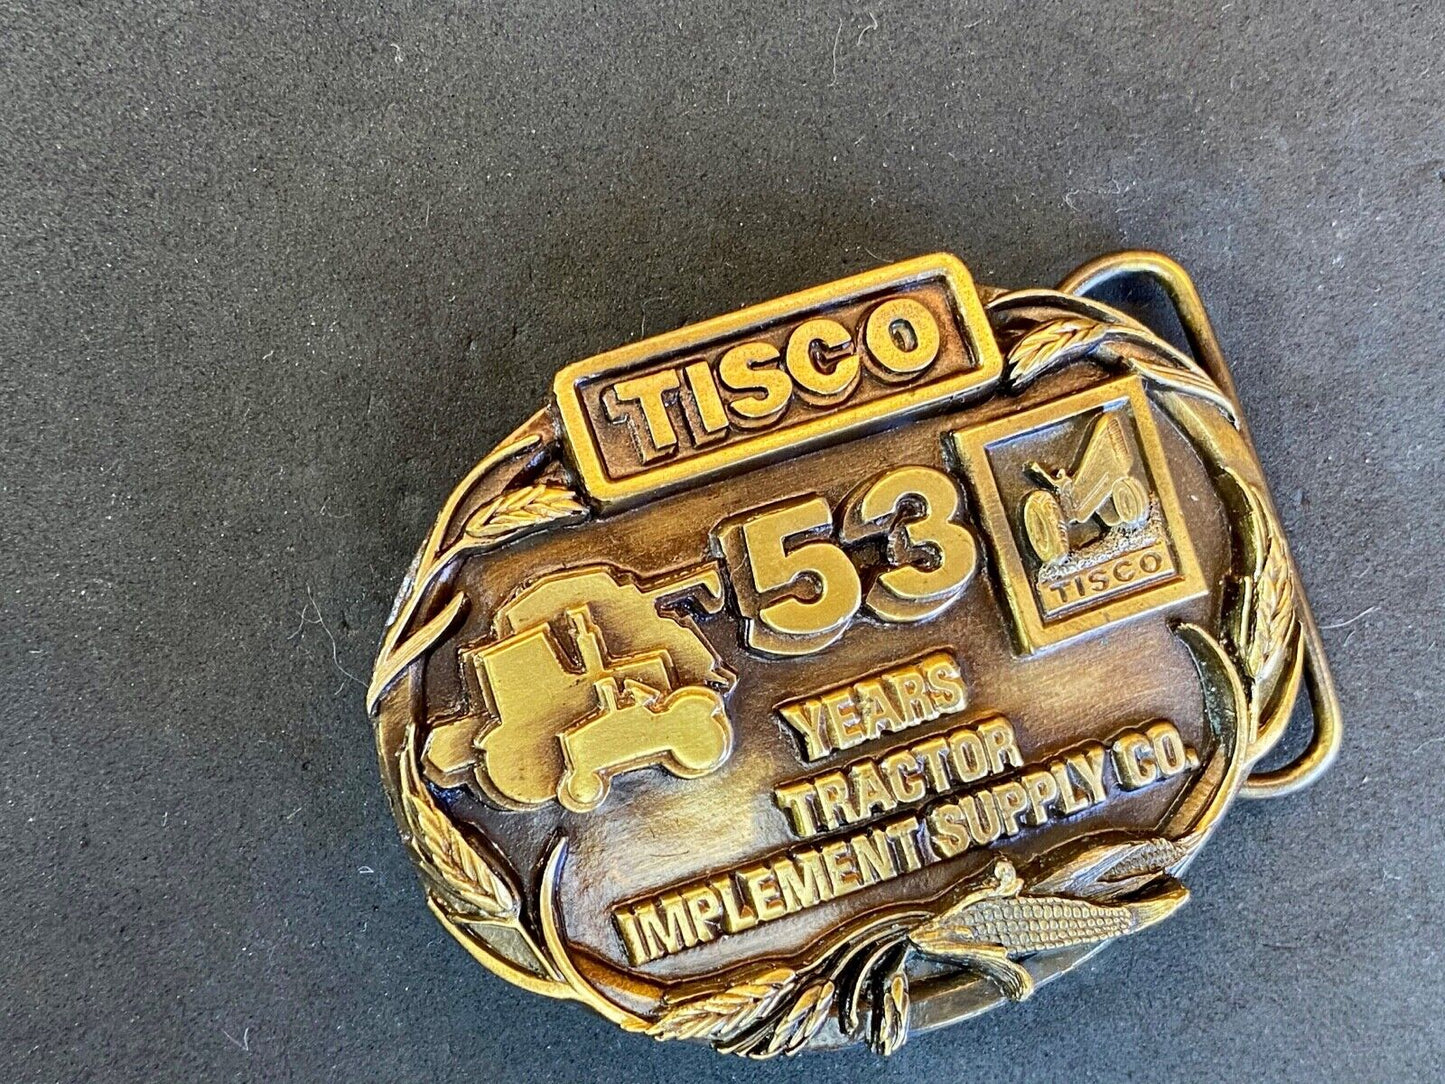 TISCO
53
TISCO
YEARS
TRACTOR
IMPLEMENT SUPPLY CO.